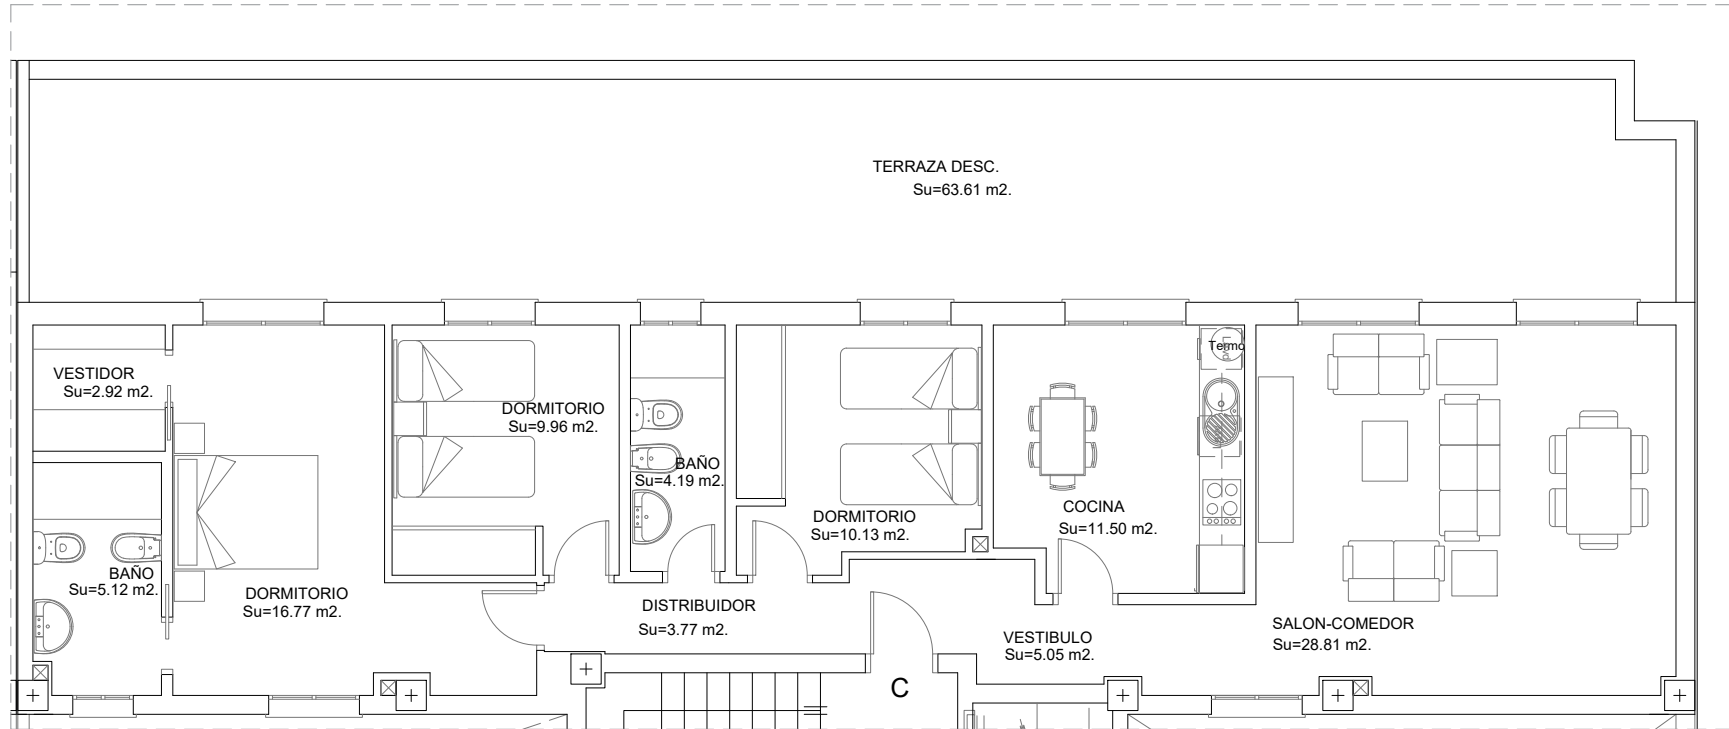 TERRAZA DESC.
Su=63.61 m2.
Termo
VESTIDOR
Su=2.92 m2.
DORMITORIO
Su=9.96 m2.
BAÑO
Su=4.19 m2.
DORMITORIO
Su=10.13 m2.
COCINA
Su=11.50 m2.
BAÑO
Su=5.12 m2.
DORMITORIO
Su=16.77 m2.
DISTRIBUIDOR
Su=3.77 m2.
VESTIBULO
Su=5.05 m2.
SALON-COMEDOR
Su=28.81 m2.
C